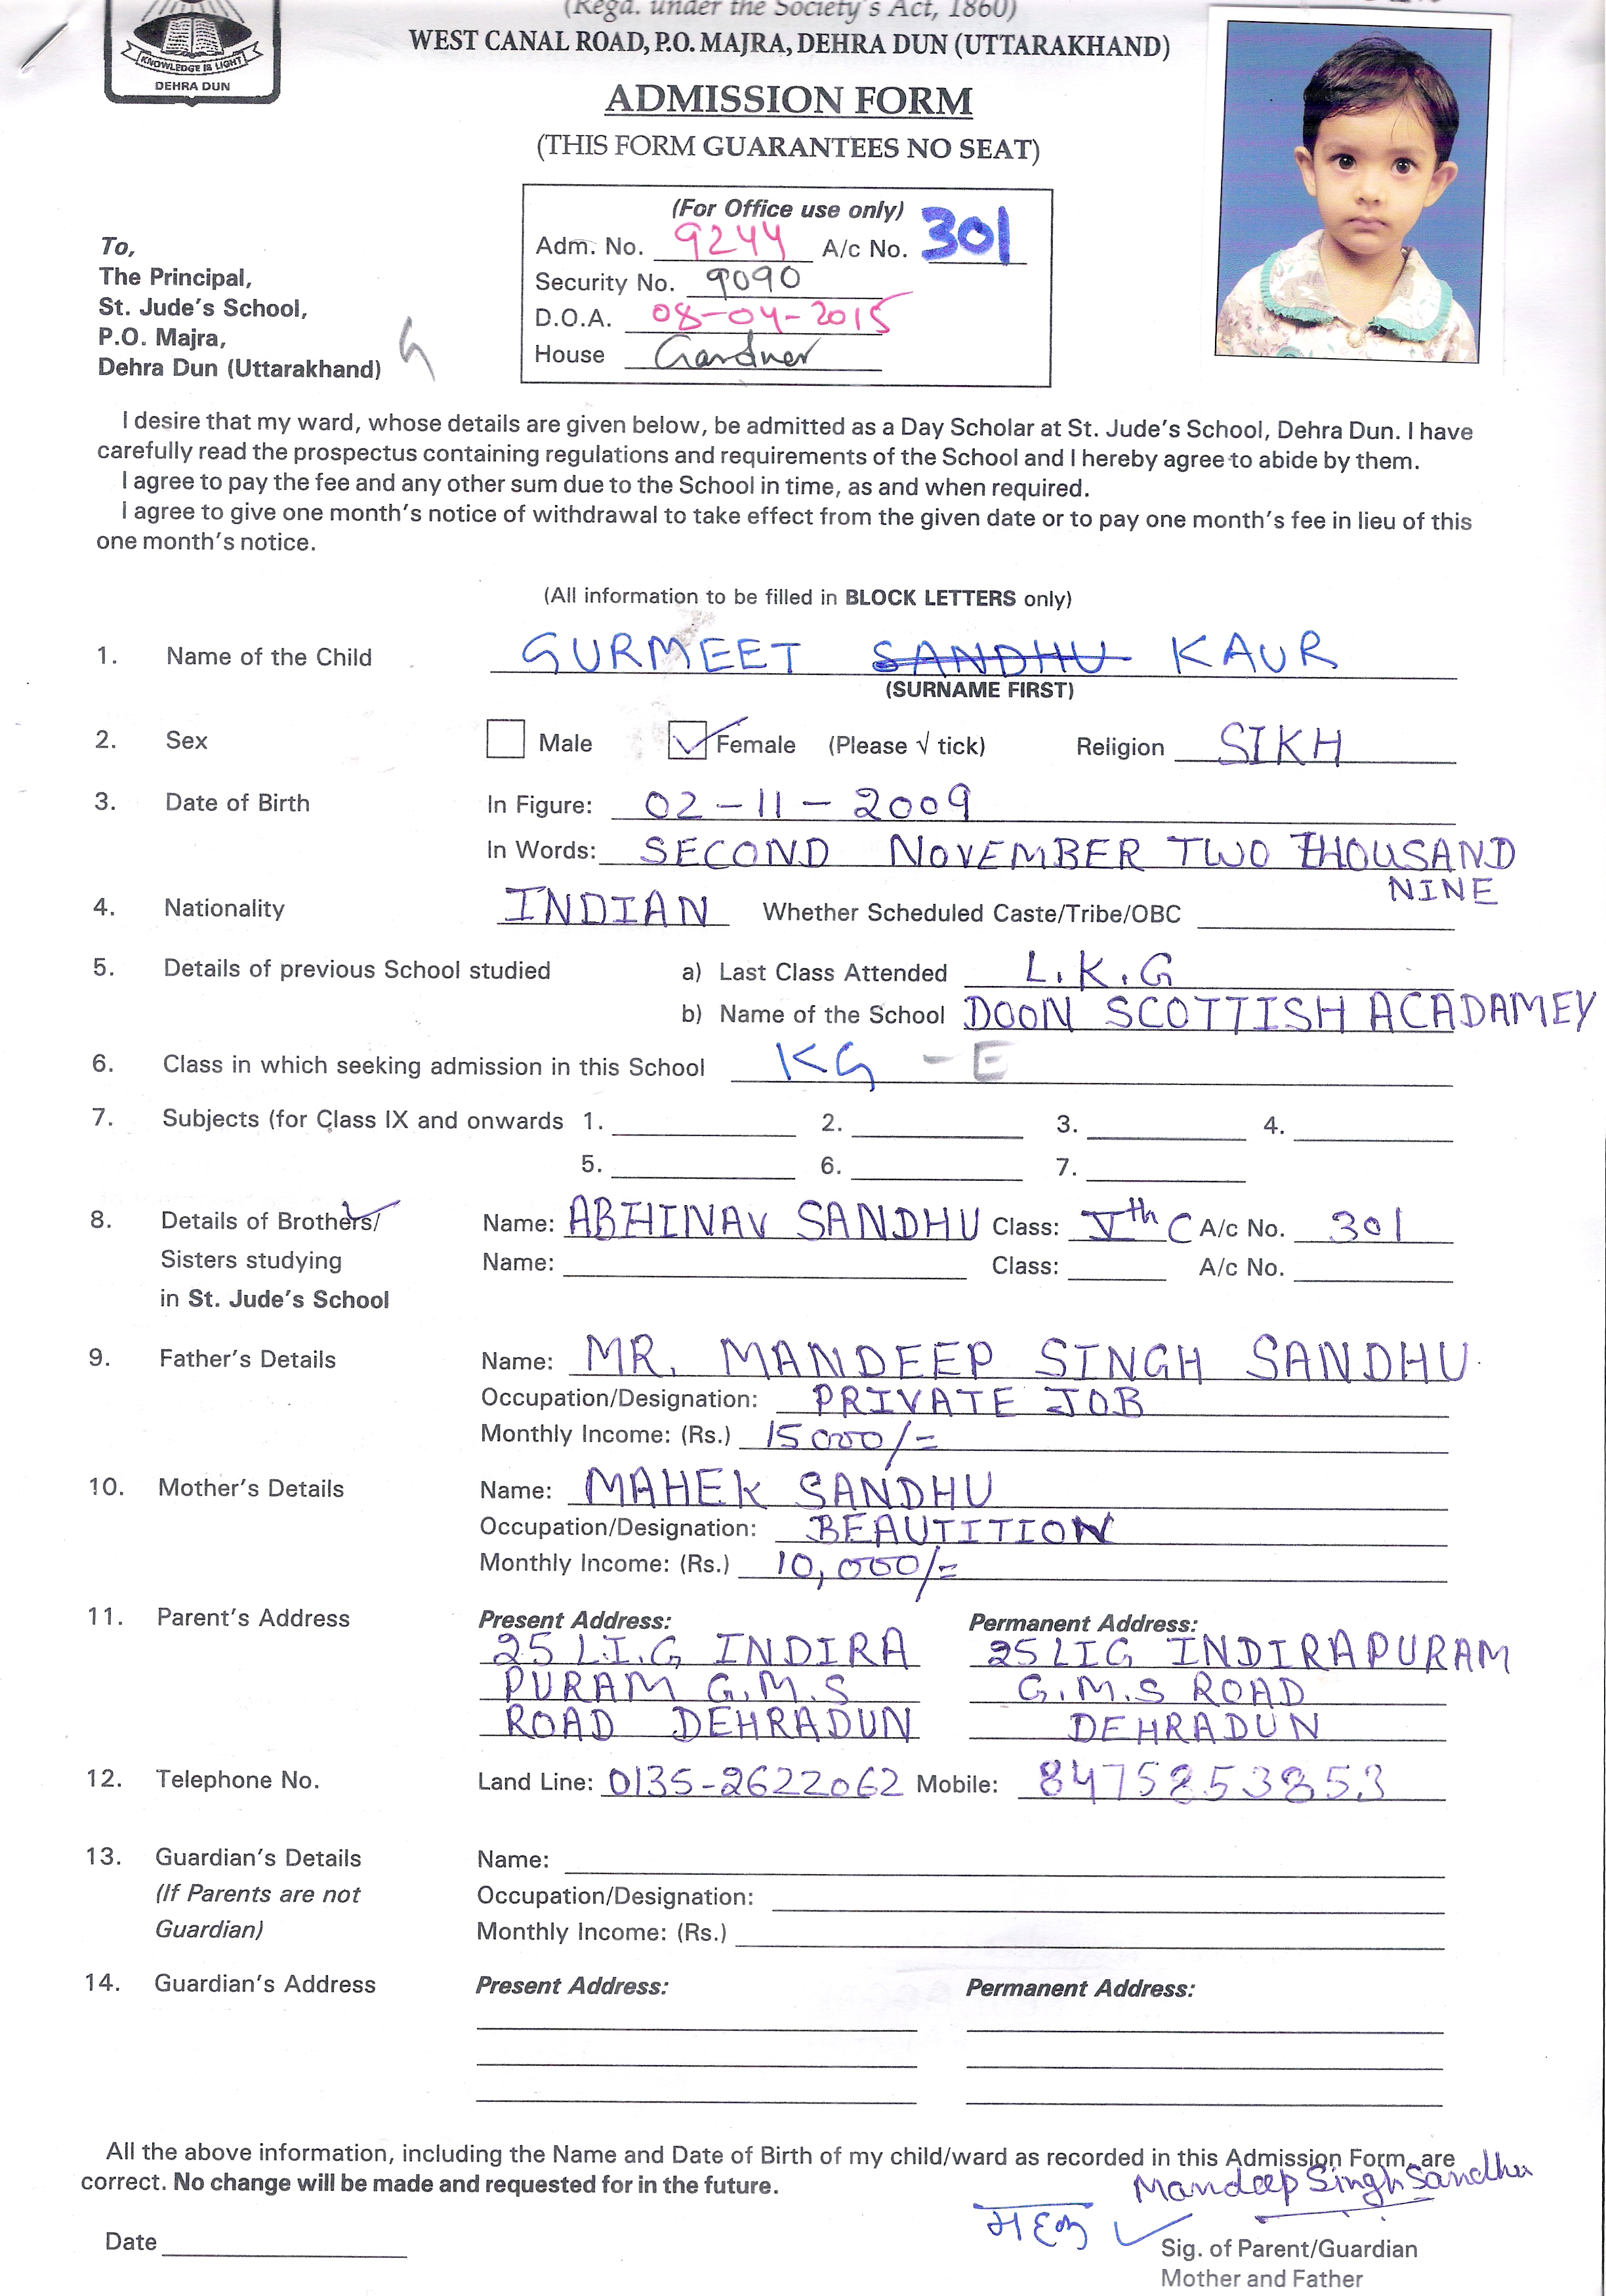 (Regd. under the Society's Act, 1860)
WEST CANAL ROAD, P.O. MAJRA, DEHRA DUN (UTTARAKHAND)
KNOWLEDGE IS LIGHT
DEHRA DUN
ADMISSION FORM
(THIS FORM GUARANTEES NO SEAT)
(For Office use only)
Adm. No. 9244 A/c No. 301
Security No. 9090
D.O.A. 08-04-2015
House Gardner
To,
The Principal,
St. Jude's School,
P.O. Majra,
Dehra Dun (Uttarakhand)
G
I desire that my ward, whose details are given below, be admitted as a Day Scholar at St. Jude's School, Dehra Dun. I have
carefully read the prospectus containing regulations and requirements of the School and I hereby agree to abide by them.
I agree to pay the fee and any other sum due to the School in time, as and when required.
I agree to give one month's notice of withdrawal to take effect from the given date or to pay one month's fee in lieu of this
one month's notice.
(All information to be filled in BLOCK LETTERS only)
1. Name of the Child GURMEET SANDHU KAUR
(SURNAME FIRST)
2. Sex Male Female (Please √ tick) Religion SIKH
3. Date of Birth In Figure: 02-11-2009
In Words: SECOND NOVEMBER TWO THOUSAND
NINE
4. Nationality INDIAN Whether Scheduled Caste/Tribe/OBC
5. Details of previous School studied a) Last Class Attended L.K.G
b) Name of the School DOON SCOTTISH ACADAMEY
6. Class in which seeking admission in this School KG - E
7. Subjects (for Class IX and onwards 1. 2. 3. 4.
5. 6. 7.
8. Details of Brothers/ Name: ABHINAV SANDHU Class: Vth C A/c No. 301
Sisters studying Name: Class: A/c No.
in St. Jude's School
9. Father's Details Name: MR. MANDEEP SINGH SANDHU
Occupation/Designation: PRIVATE JOB
Monthly Income: (Rs.) 15000/=
10. Mother's Details Name: MAHEK SANDHU
Occupation/Designation: BEAUTITION
Monthly Income: (Rs.) 10,000/=
11. Parent's Address Present Address: Permanent Address:
25 L.I.G INDIRA 25 LIG INDIRAPURAM
PURAM G.M.S G.M.S ROAD
ROAD DEHRADUN DEHRADUN
12. Telephone No. Land Line: 0135-2622062 Mobile: 8475853853
13. Guardian's Details Name:
(If Parents are not Occupation/Designation:
Guardian) Monthly Income: (Rs.)
14. Guardian's Address Present Address: Permanent Address:
All the above information, including the Name and Date of Birth of my child/ward as recorded in this Admission Form, are
correct. No change will be made and requested for in the future.
Mandeep Singh Sandhu
महक
Date
Sig. of Parent/Guardian
Mother and Father